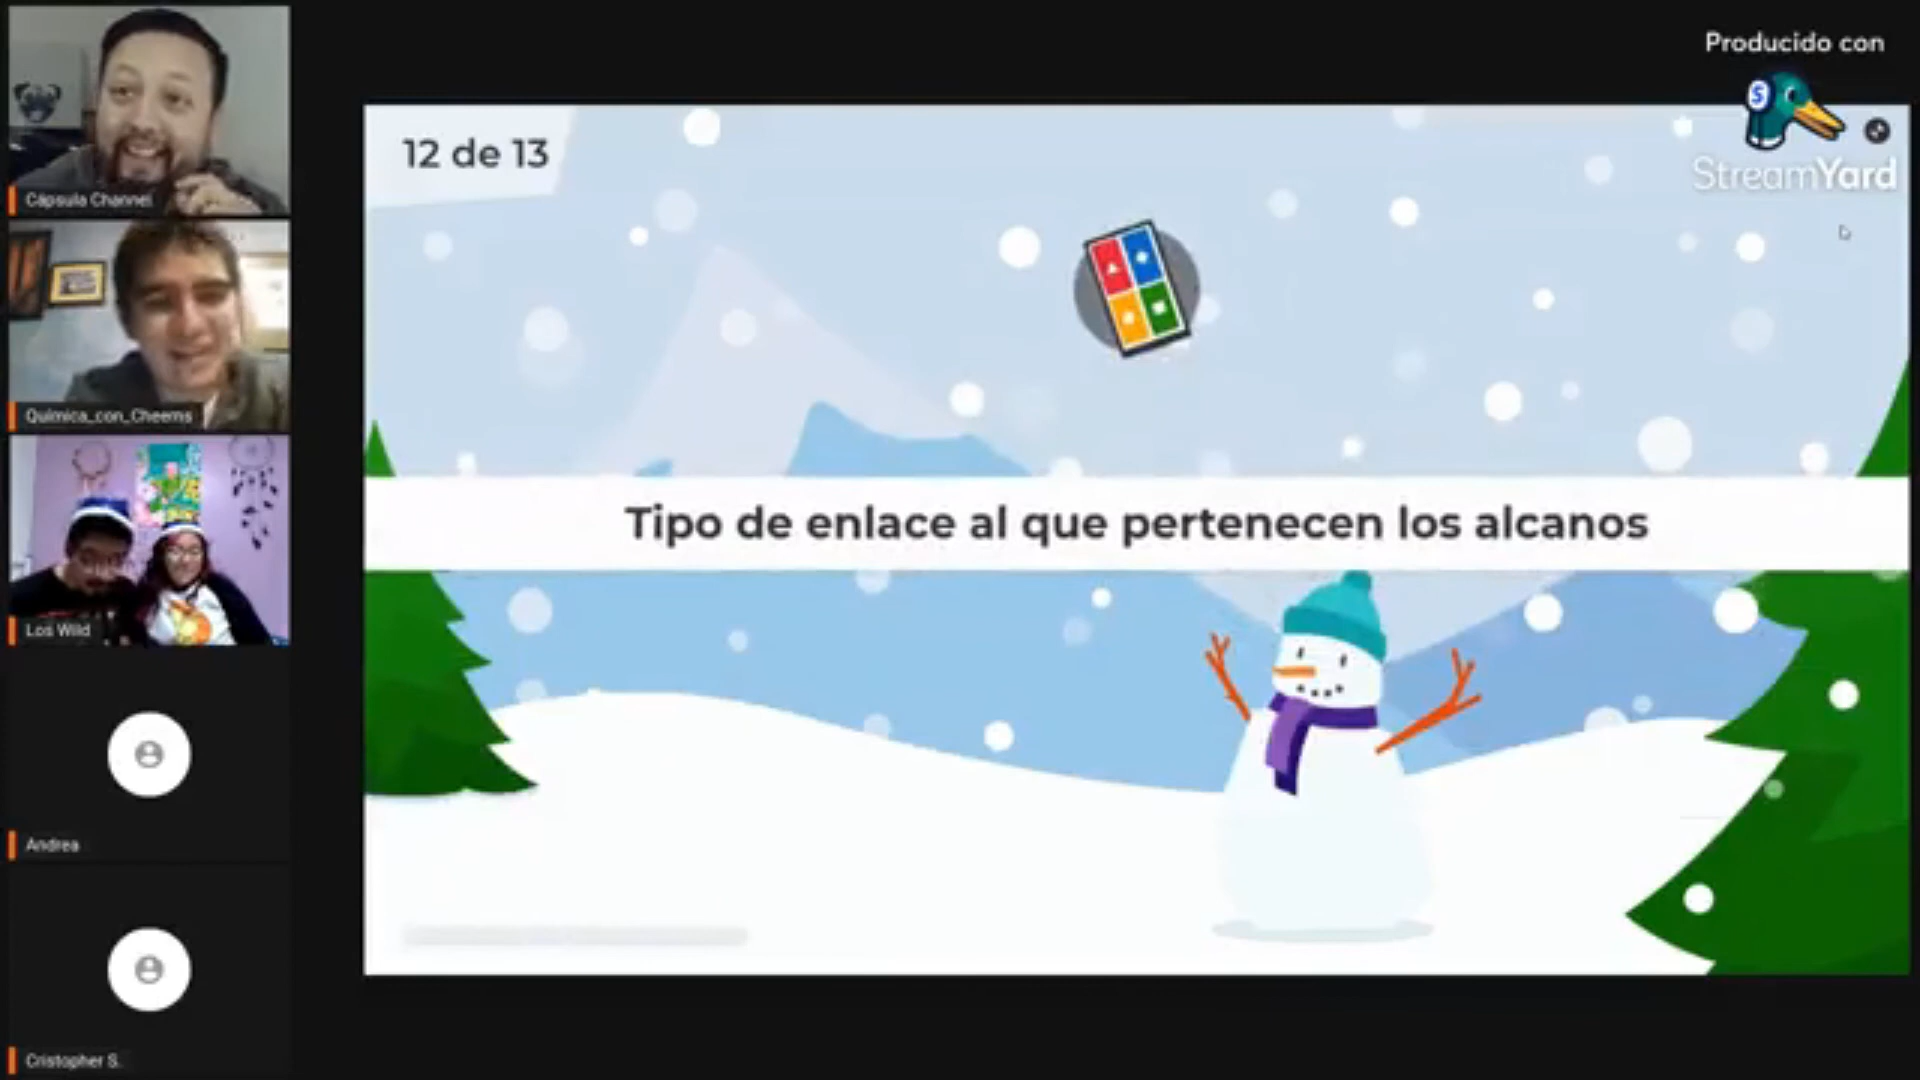 Producido con
StreamYard
12 de 13
Tipo de enlace al que pertenecen los alcanos
Cápsula Channel
Química_con_Cheems
Los Wild
Andrea
Cristopher S.